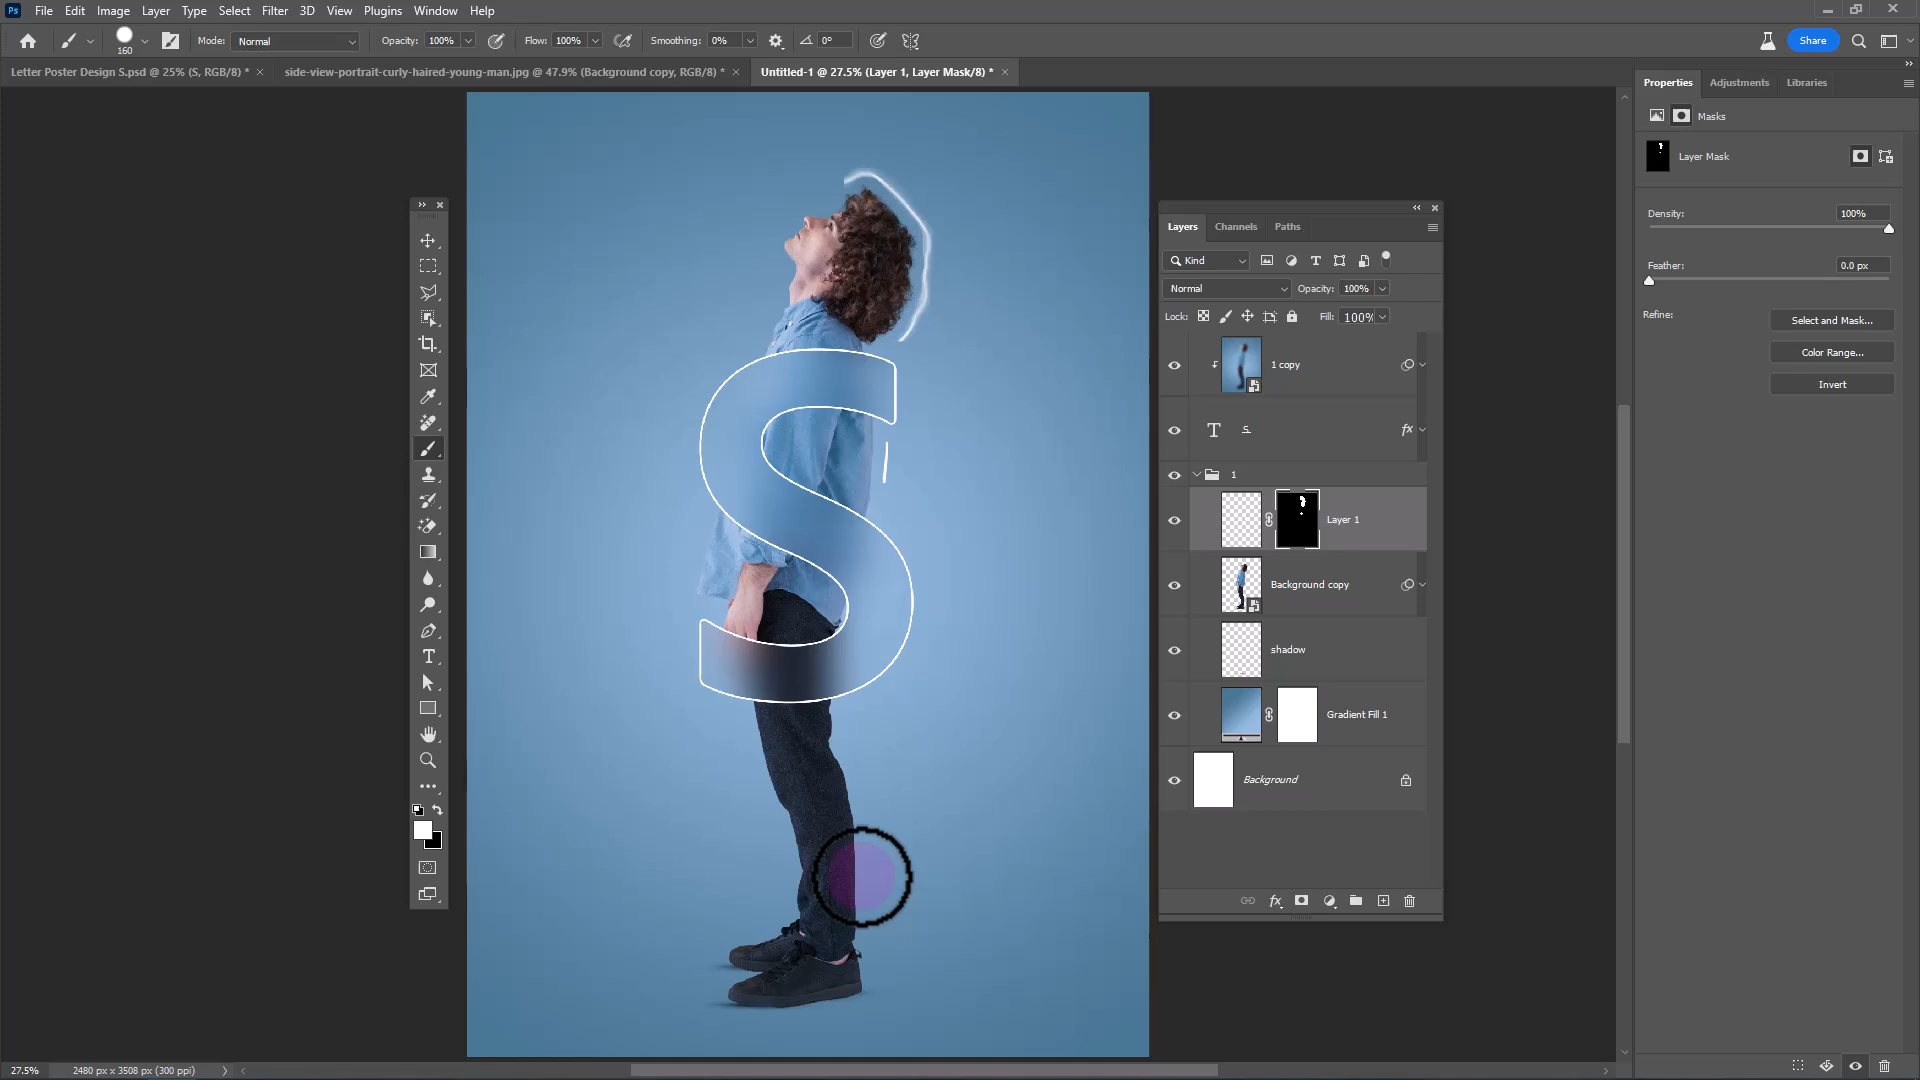 Ps File Edit Image Layer Type Select Filter 3D View Plugins Window Help
160 Mode: Normal Opacity: 100% Flow: 100% Smoothing: 0% 0° Share
Letter Poster Design S.psd @ 25% (S, RGB/8) * side-view-portrait-curly-haired-young-man.jpg @ 47.9% (Background copy, RGB/8) * Untitled-1 @ 27.5% (Layer 1, Layer Mask/8) *
Properties Adjustments Libraries
Masks
Layer Mask
Density: 100%
Feather: 0.0 px
Refine: Select and Mask...
Color Range...
Invert
Layers Channels Paths
Kind
Normal Opacity: 100%
Lock: Fill: 100%
1 copy
T S fx
1
Layer 1
Background copy
shadow
Gradient Fill 1
Background
fx
S
27.5% 2480 px x 3508 px (300 ppi)